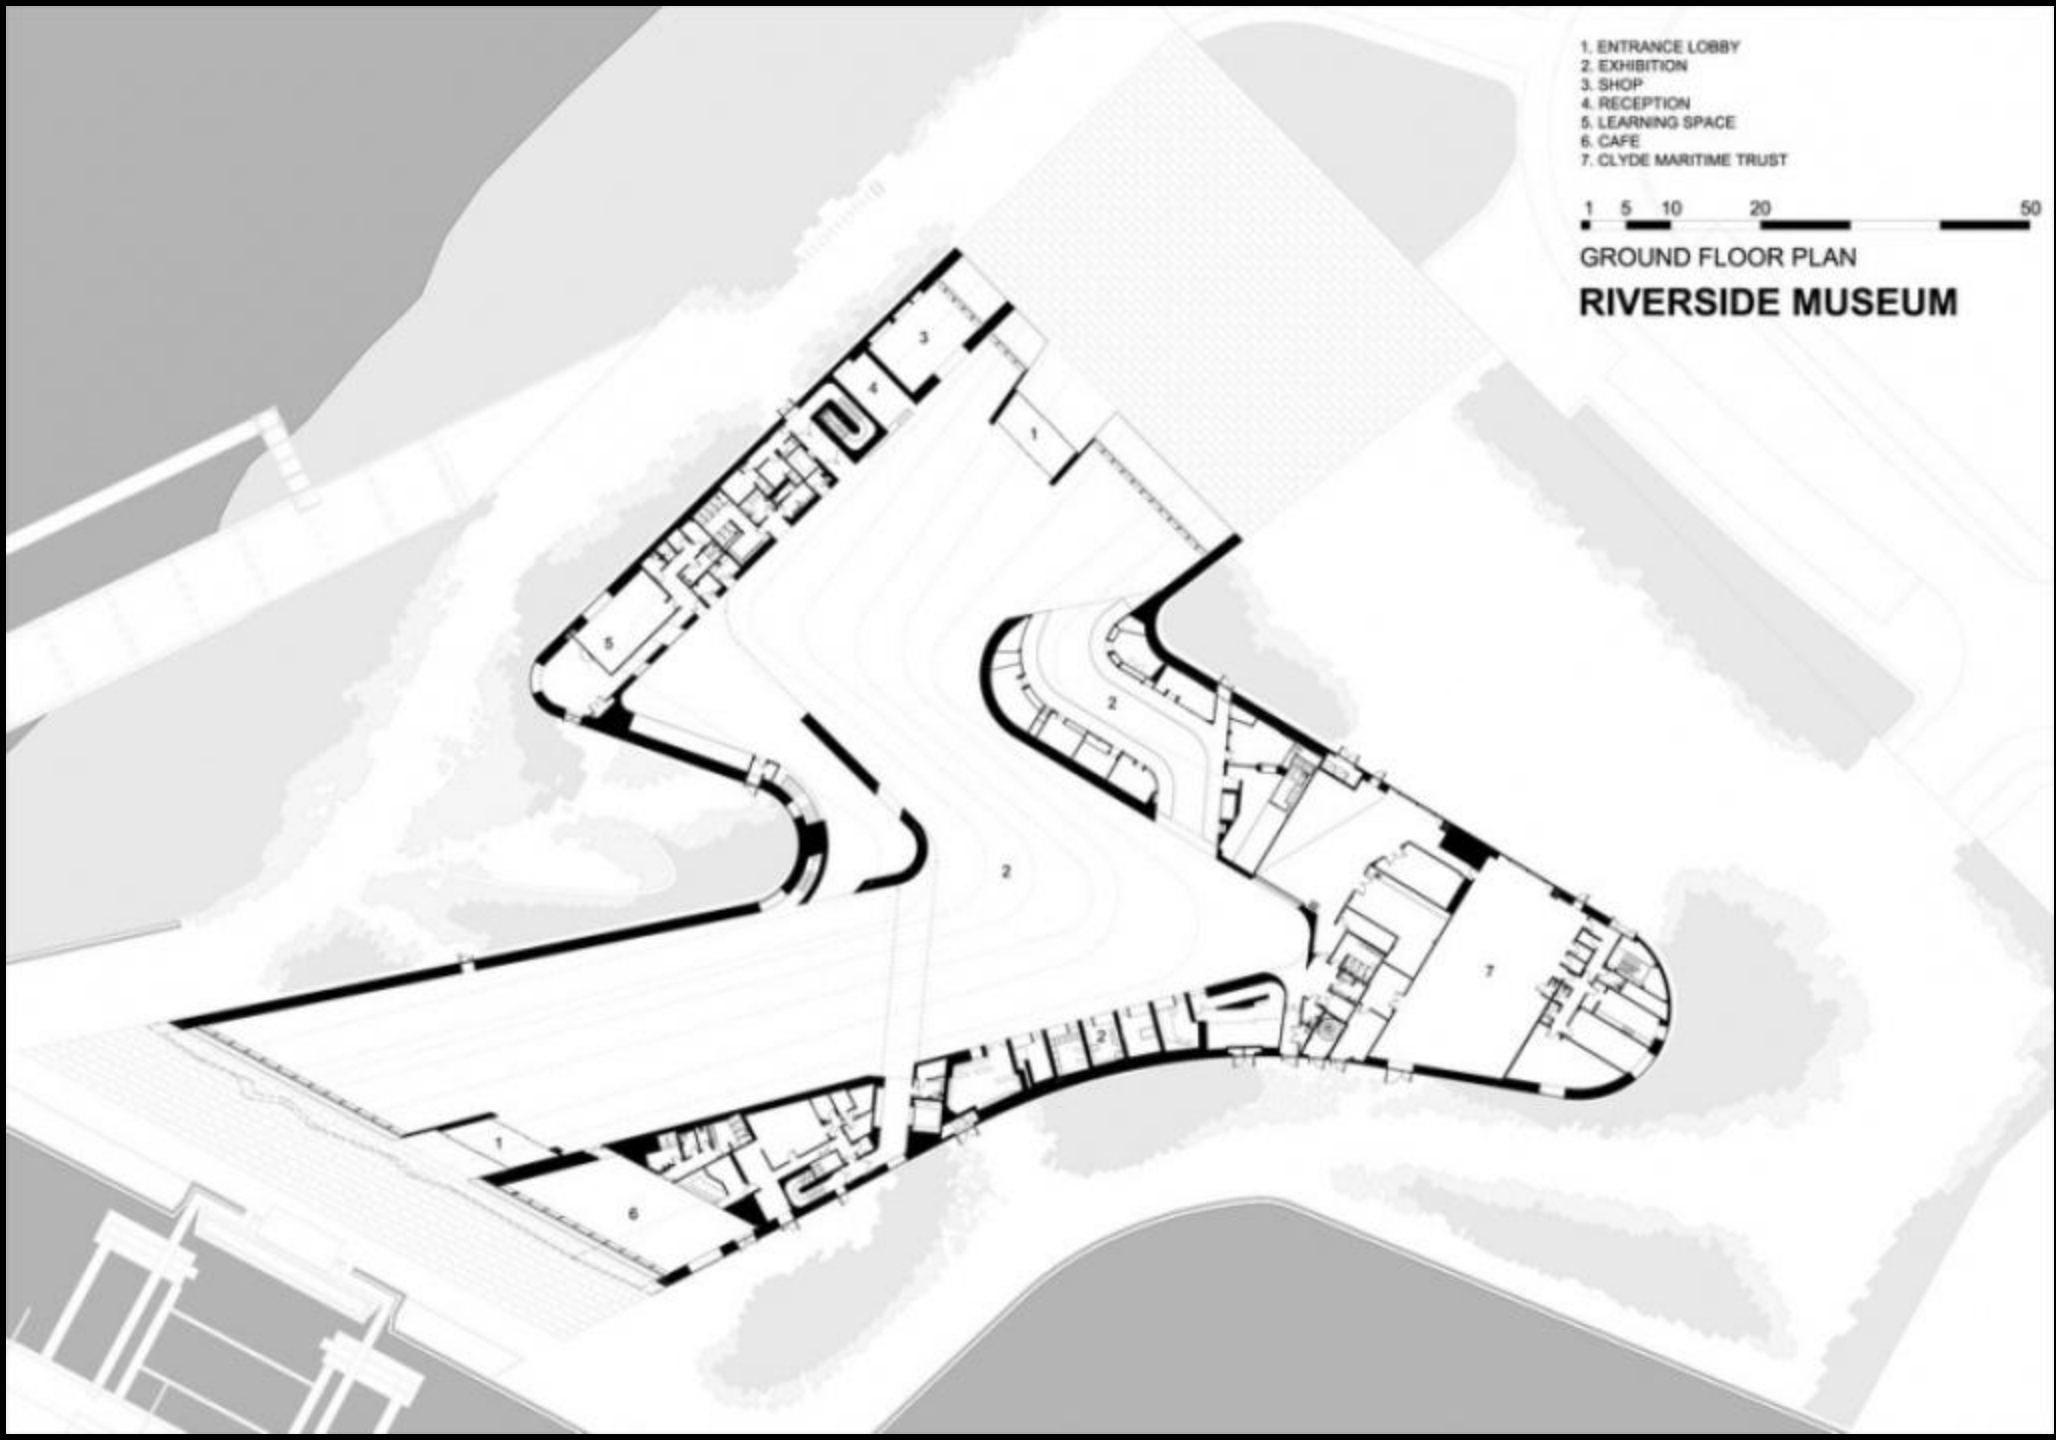 1. ENTRANCE LOBBY
2. EXHIBITION
3. SHOP
4. RECEPTION
5. LEARNING SPACE
6. CAFE
7. CLYDE MARITIME TRUST
1 5 10 20 50
GROUND FLOOR PLAN
RIVERSIDE MUSEUM
3
4
1
5
2
2
7
2
1
6